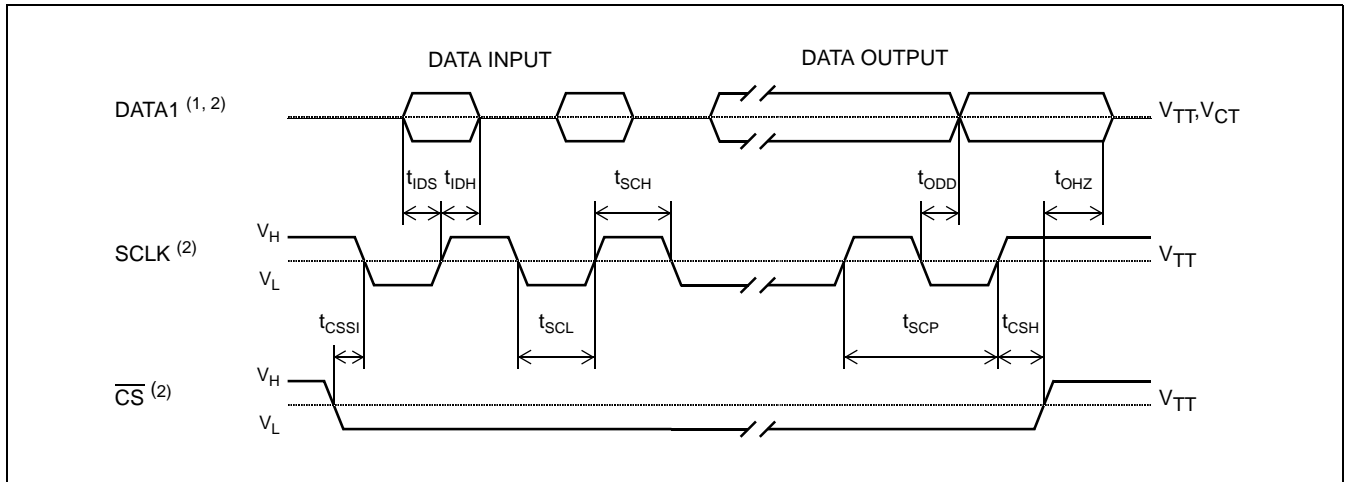 DATA INPUT DATA OUTPUT
DATA1 (1, 2) VTT,VCT
tIDS tIDH tSCH tODD tOHZ
VH
SCLK (2) VTT
VL
tCSSI tSCL tSCP tCSH
VH
CS (2) VTT
VL